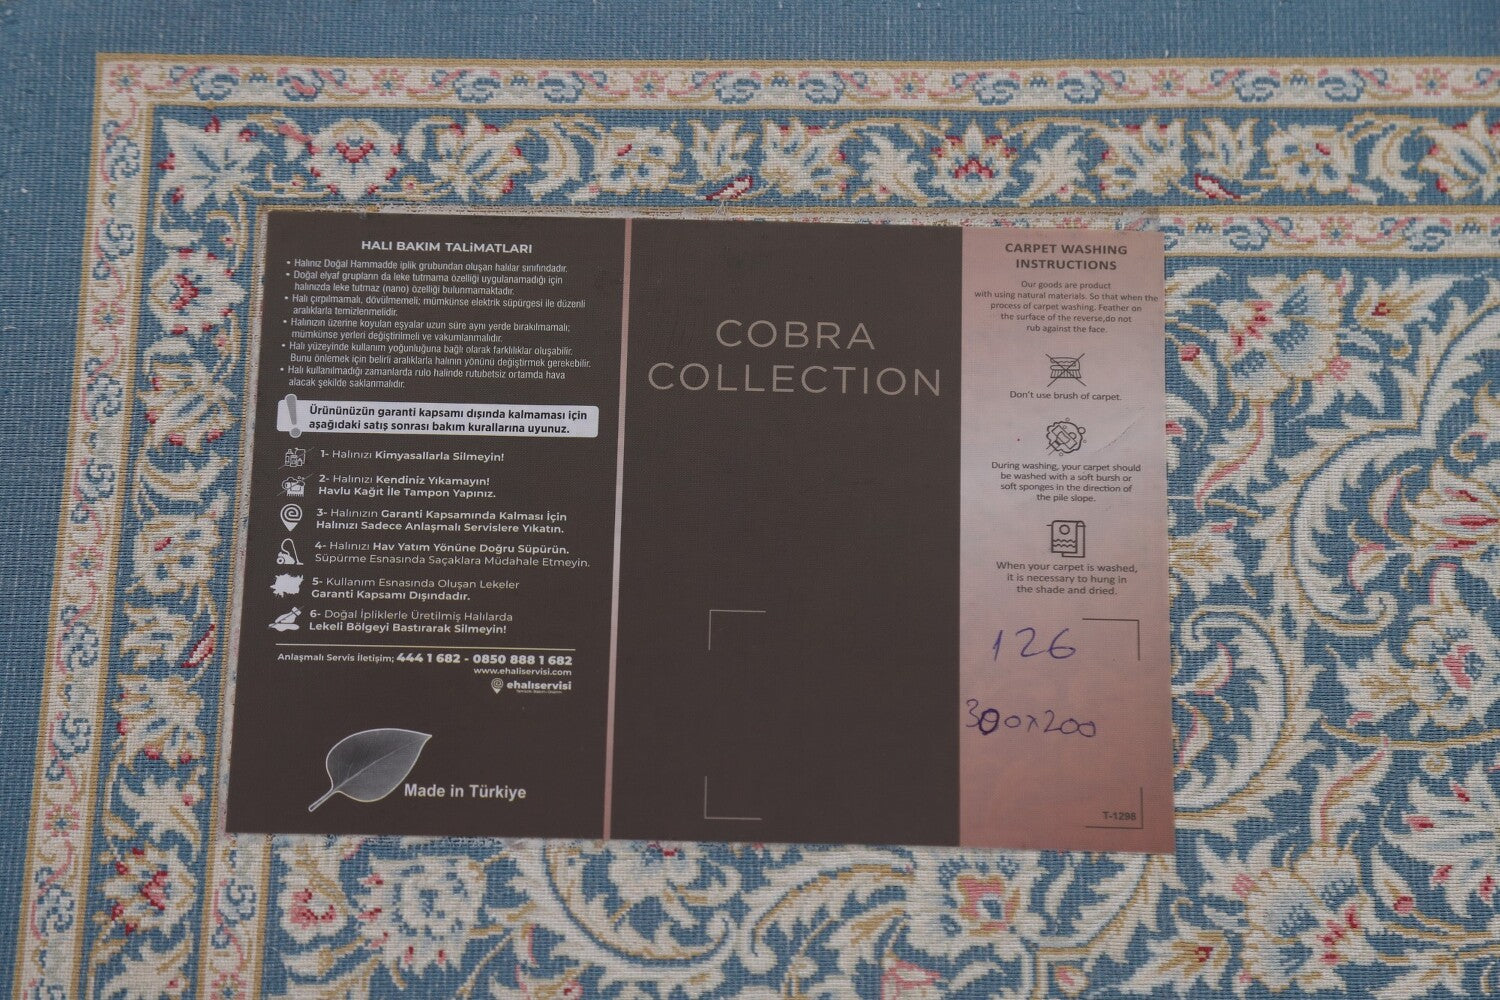 HALI BAKIM TALİMATLARI
• Halınız Doğal Hammadde iplik grubundan oluşan halılar sınıfındadır.
• Doğal elyaf grupların da leke tutmama özelliği uygulanamadığı için
halınızda leke tutmaz (nano) özelliği bulunmamaktadır.
• Halı çırpılmamalı, dövülmemeli; mümkünse elektrik süpürgesi ile düzenli
aralıklarla temizlenmelidir.
• Halınızın üzerine koyulan eşyalar uzun süre aynı yerde bırakılmamalı;
mümkünse yerleri değiştirilmeli ve vakumlanmalıdır.
• Halı yüzeyinde kullanım yoğunluğuna bağlı olarak farklılıklar oluşabilir.
Bunu önlemek için belirli aralıklarla halının yönünü değiştirmek gerekebilir.
• Halı kullanılmadığı zamanlarda rulo halinde rutubetsiz ortamda hava
alacak şekilde saklanmalıdır.
Ürününüzün garanti kapsamı dışında kalmaması için
aşağıdaki satış sonrası bakım kurallarına uyunuz.
1- Halınızı Kimyasallarla Silmeyin!
2- Halınızı Kendiniz Yıkamayın!
Havlu Kağıt İle Tampon Yapınız.
3- Halınızın Garanti Kapsamında Kalması İçin
Halınızı Sadece Anlaşmalı Servislere Yıkatın.
4- Halınızı Hav Yatım Yönüne Doğru Süpürün.
Süpürme Esnasında Saçaklara Müdahale Etmeyin.
5- Kullanım Esnasında Oluşan Lekeler
Garanti Kapsamı Dışındadır.
6- Doğal İpliklerle Üretilmiş Halılarda
Lekeli Bölgeyi Bastırarak Silmeyin!
Anlaşmalı Servis İletişim; 444 1 682 - 0850 888 1 682
www.ehaliservisi.com
ehalıservisi
Made in Türkiye
COBRA
COLLECTION
CARPET WASHING
INSTRUCTIONS
Our goods are product
with using natural materials. So that when the
process of carpet washing. Feather on
the surface of the reverse,do not
rub against the face.
Don't use brush of carpet.
During washing, your carpet should
be washed with a soft bursh or
soft sponges in the direction of
the pile slope.
When your carpet is washed,
it is necessary to hung in
the shade and dried.
126
300x200
T-1298